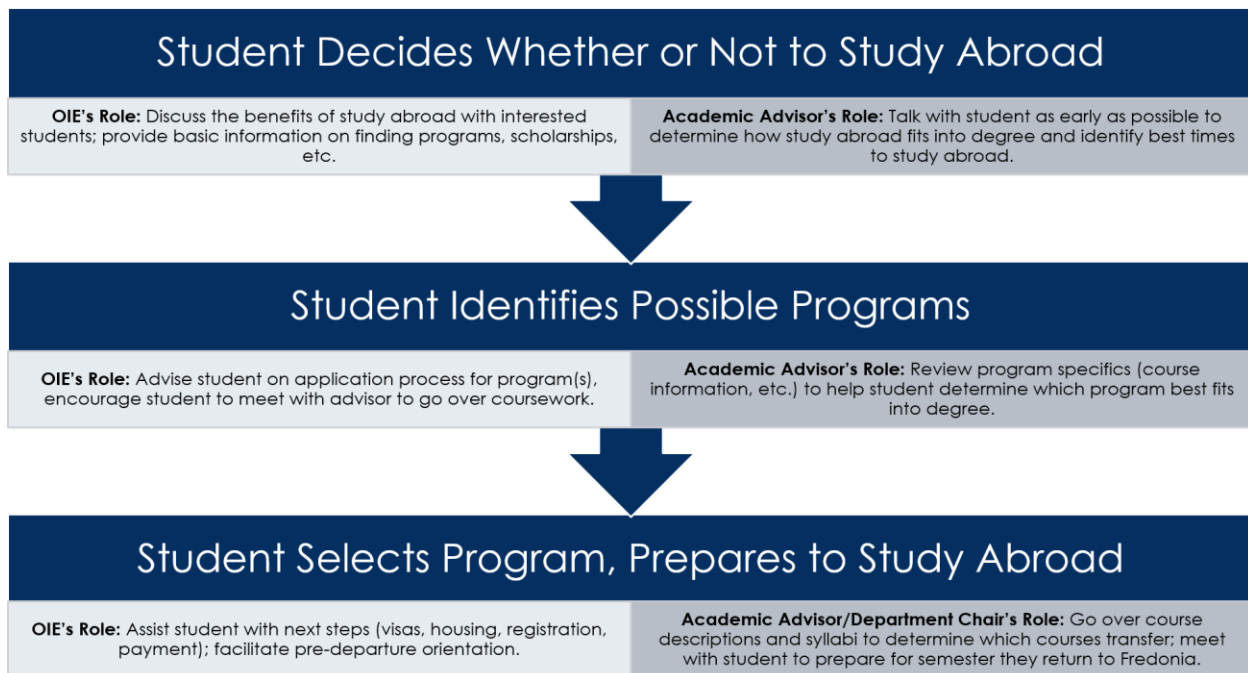 Student Decides Whether or Not to Study Abroad
OIE's Role: Discuss the benefits of study abroad with interested
students; provide basic information on finding programs, scholarships,
etc.
Academic Advisor's Role: Talk with student as early as possible to
determine how study abroad fits into degree and identify best times
to study abroad.
Student Identifies Possible Programs
OIE's Role: Advise student on application process for program(s),
encourage student to meet with advisor to go over coursework.
Academic Advisor's Role: Review program specifics (course
information, etc.) to help student determine which program best fits
into degree.
Student Selects Program, Prepares to Study Abroad
OIE's Role: Assist student with next steps (visas, housing, registration,
payment); facilitate pre-departure orientation.
Academic Advisor/Department Chair's Role: Go over course
descriptions and syllabi to determine which courses transfer; meet
with student to prepare for semester they return to Fredonia.